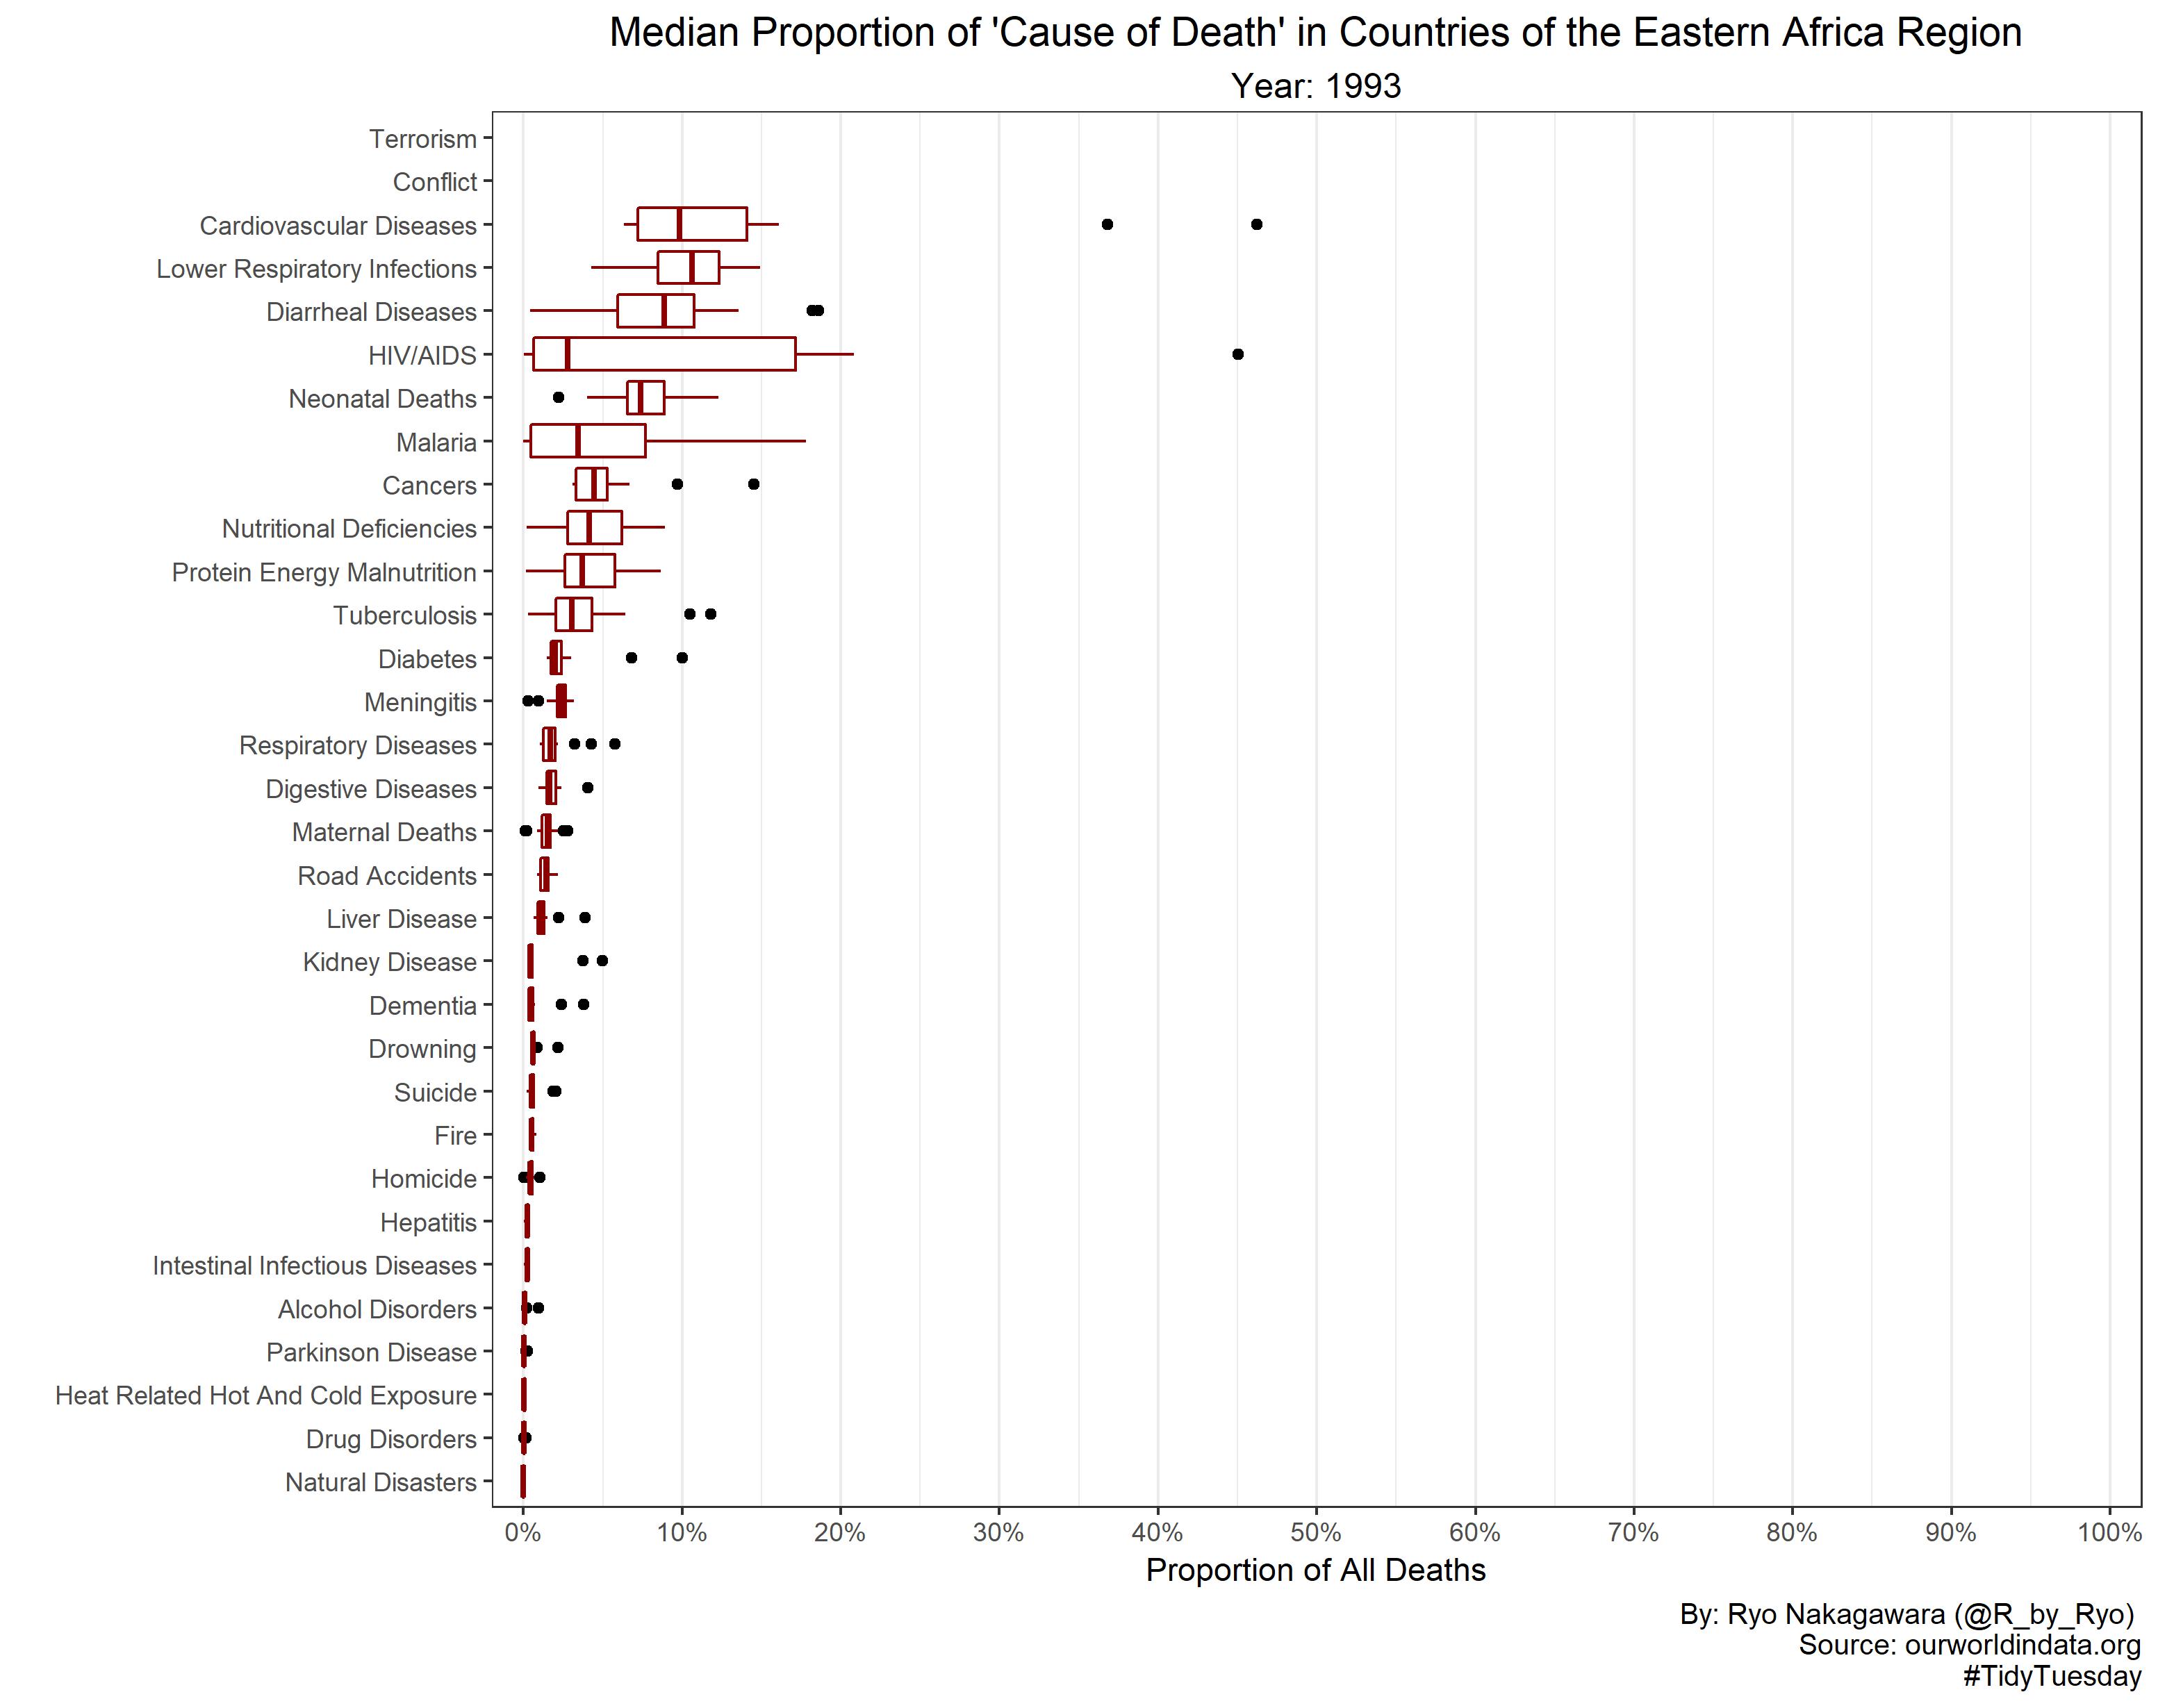 Median Proportion of 'Cause of Death' in Countries of the Eastern Africa Region
Year: 1993
Terrorism
Conflict
Cardiovascular Diseases
Lower Respiratory Infections
Diarrheal Diseases
HIV/AIDS
Neonatal Deaths
Malaria
Cancers
Nutritional Deficiencies
Protein Energy Malnutrition
Tuberculosis
Diabetes
Meningitis
Respiratory Diseases
Digestive Diseases
Maternal Deaths
Road Accidents
Liver Disease
Kidney Disease
Dementia
Drowning
Suicide
Fire
Homicide
Hepatitis
Intestinal Infectious Diseases
Alcohol Disorders
Parkinson Disease
Heat Related Hot And Cold Exposure
Drug Disorders
Natural Disasters
0% 10% 20% 30% 40% 50% 60% 70% 80% 90% 100%
Proportion of All Deaths
By: Ryo Nakagawara (@R_by_Ryo)
Source: ourworldindata.org
#TidyTuesday